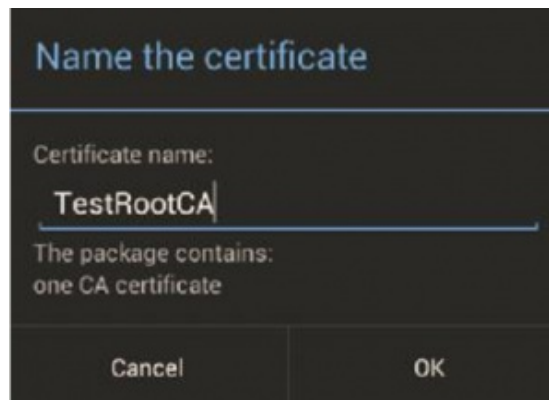 Name the certificate
Certificate name:
TestRootCA
The package contains:
one CA certificate
Cancel OK